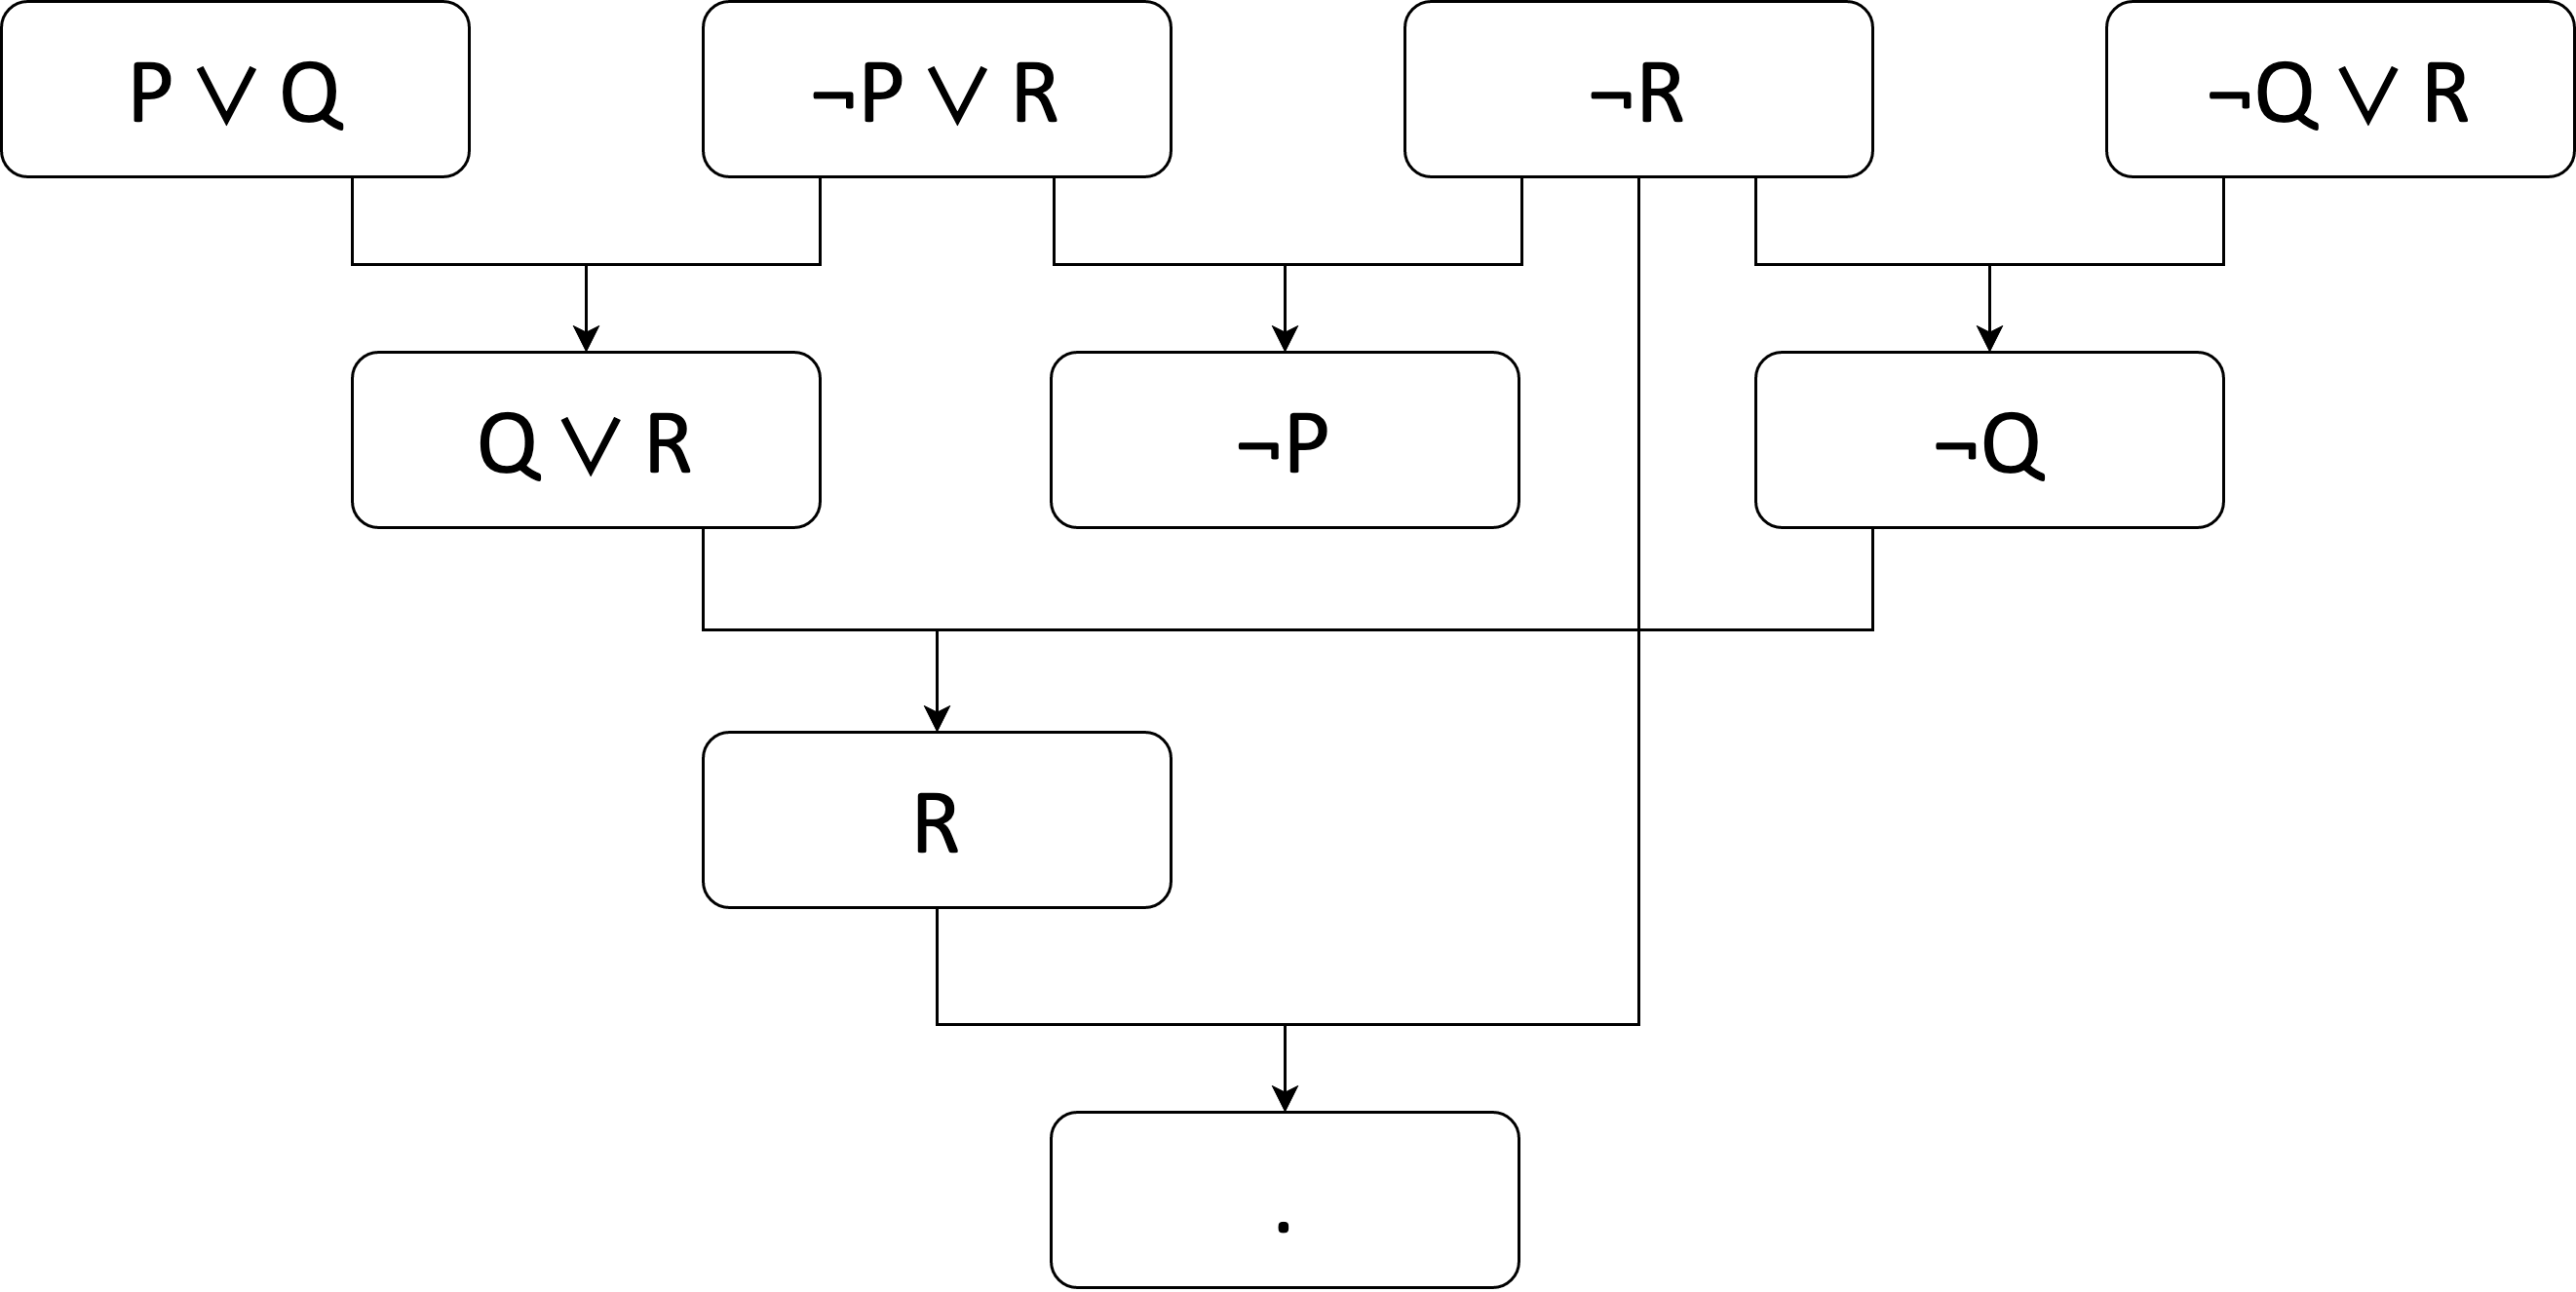 P ∨ Q
¬P ∨ R
¬R
¬Q ∨ R
Q ∨ R
¬P
¬Q
R
.